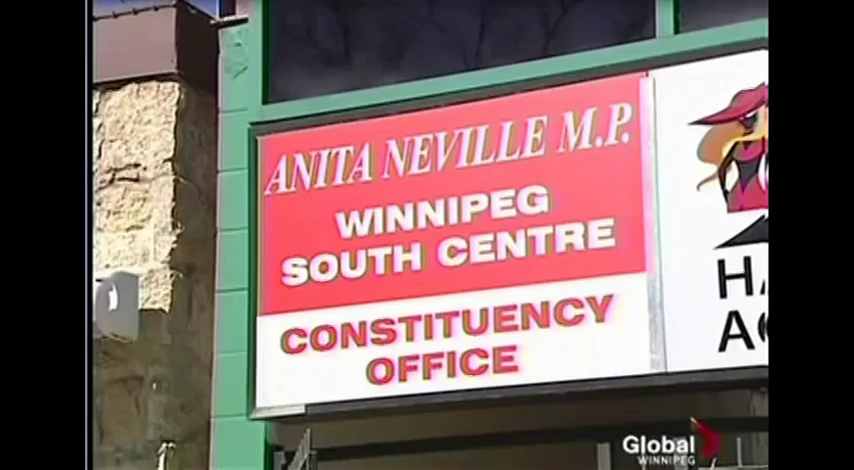 ANITA NEVILLE M.P.
WINNIPEG
SOUTH CENTRE
CONSTITUENCY
OFFICE
Global
WINNIPEG